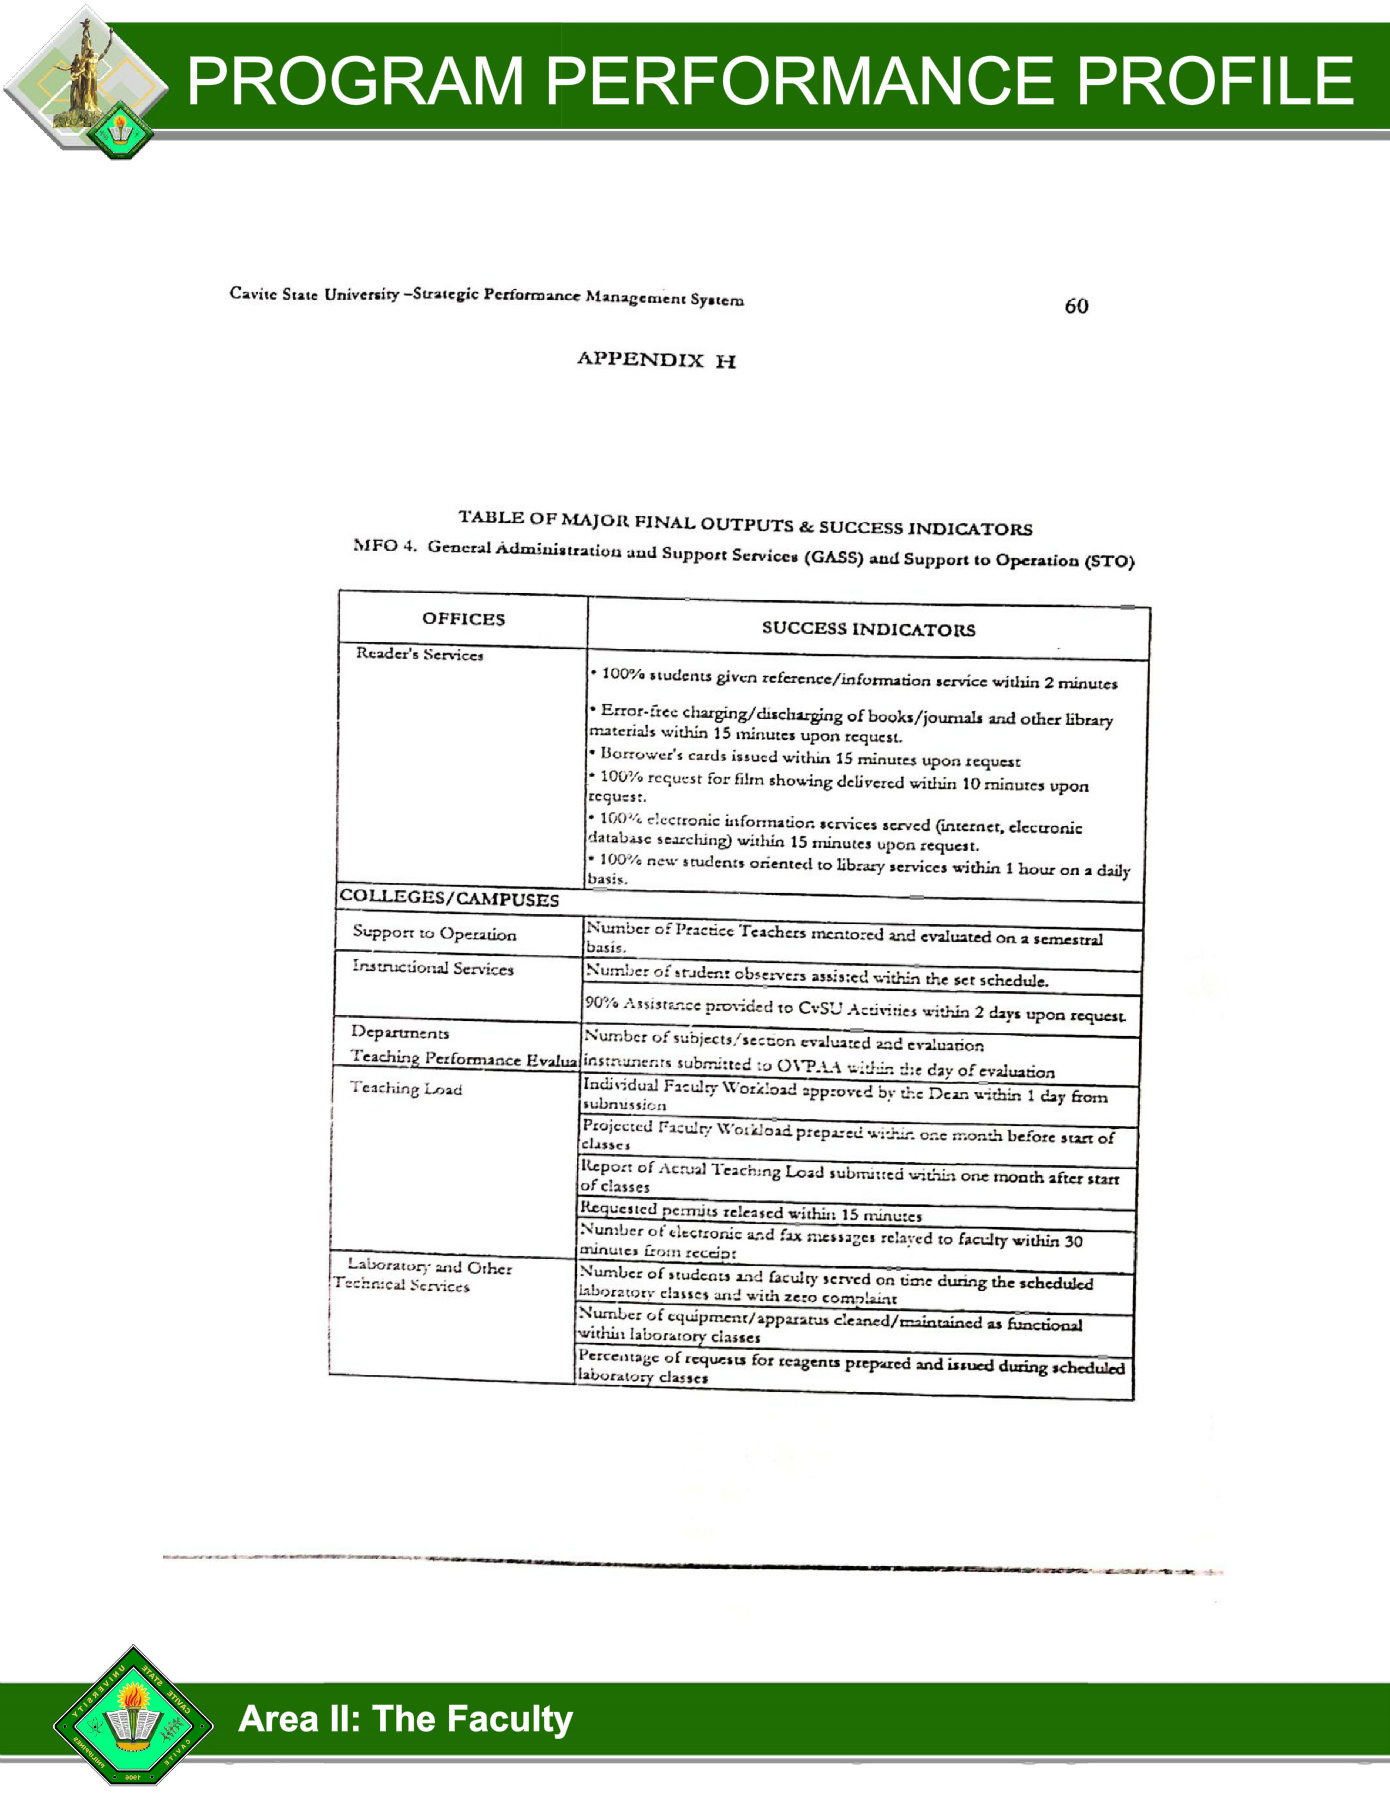 PROGRAM PERFORMANCE PROFILE
Cavite State University –Strategic Performance Management System
60
APPENDIX H
TABLE OF MAJOR FINAL OUTPUTS & SUCCESS INDICATORS
MFO 4. General Administration and Support Services (GASS) and Support to Operation (STO)
OFFICES
SUCCESS INDICATORS
Reader's Services
• 100% students given reference/information service within 2 minutes
• Error-free charging/discharging of books/journals and other library
materials within 15 minutes upon request.
• Borrower's cards issued within 15 minutes upon request
• 100% request for film showing delivered within 10 minutes upon
request.
• 100% electronic information services served (internet, electronic
database searching) within 15 minutes upon request.
• 100% new students oriented to library services within 1 hour on a daily
basis.
COLLEGES/CAMPUSES
Support to Operation
Number of Practice Teachers mentored and evaluated on a semestral
basis.
Instructional Services
Number of student observers assisted within the set schedule.
90% Assistance provided to CvSU Activities within 2 days upon request.
Departments
Teaching Performance Evalua
Number of subjects/section evaluated and evaluation
instruments submitted to OVPAA within the day of evaluation
Teaching Load
Individual Faculty Workload approved by the Dean within 1 day from
submission
Projected Faculty Workload prepared within one month before start of
classes
Report of Actual Teaching Load submitted within one month after start
of classes
Requested permits released within 15 minutes
Number of electronic and fax messages relayed to faculty within 30
minutes from receipt
Laboratory and Other
Technical Services
Number of students and faculty served on time during the scheduled
laboratory classes and with zero complaint
Number of equipment/apparatus cleaned/maintained as functional
within laboratory classes
Percentage of requests for reagents prepared and issued during scheduled
laboratory classes
CAVITE STATE UNIVERSITY
CAVITE PHILIPPINES
1906
Area II: The Faculty